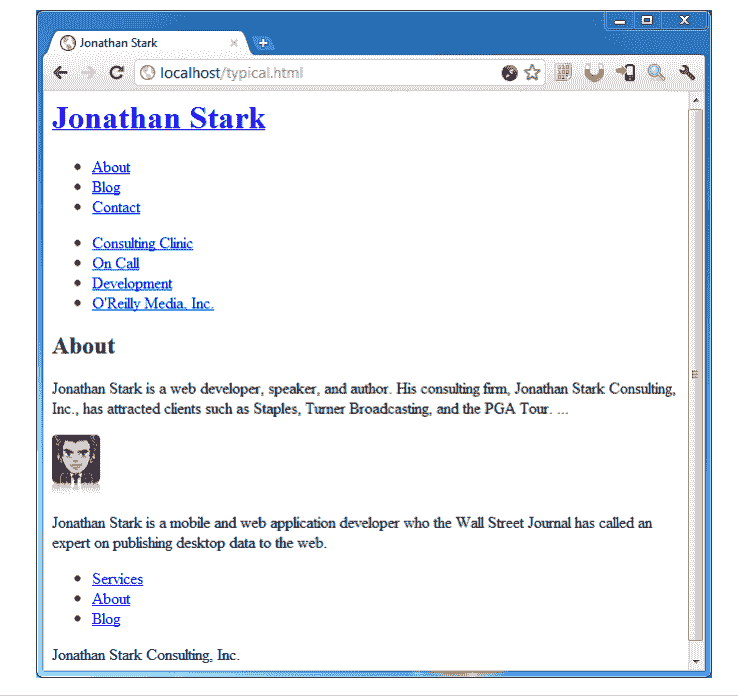 Jonathan Stark
localhost/typical.html
Jonathan Stark
About
Blog
Contact
Consulting Clinic
On Call
Development
O'Reilly Media, Inc.
About
Jonathan Stark is a web developer, speaker, and author. His consulting firm, Jonathan Stark Consulting,
Inc., has attracted clients such as Staples, Turner Broadcasting, and the PGA Tour. ...
Jonathan Stark is a mobile and web application developer who the Wall Street Journal has called an
expert on publishing desktop data to the web.
Services
About
Blog
Jonathan Stark Consulting, Inc.